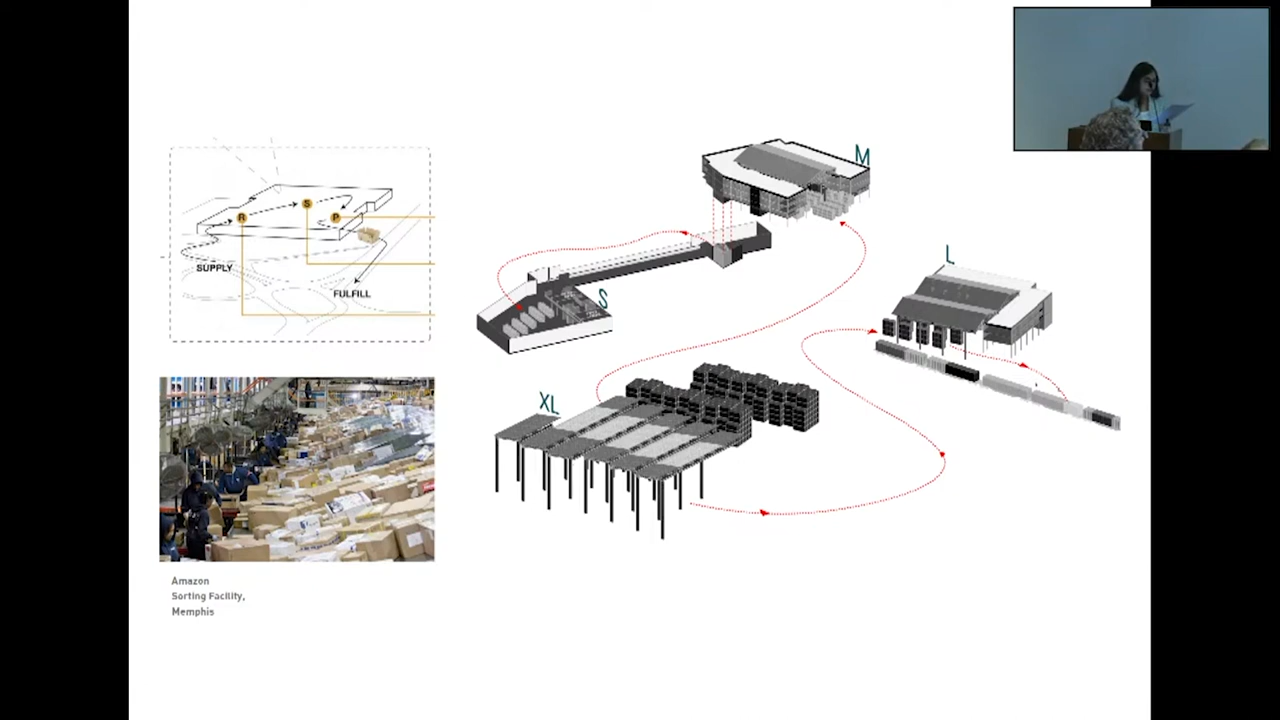 M
S
R
P
SUPPLY
L
FULFILL
S
XL
Amazon
Sorting Facility,
Memphis